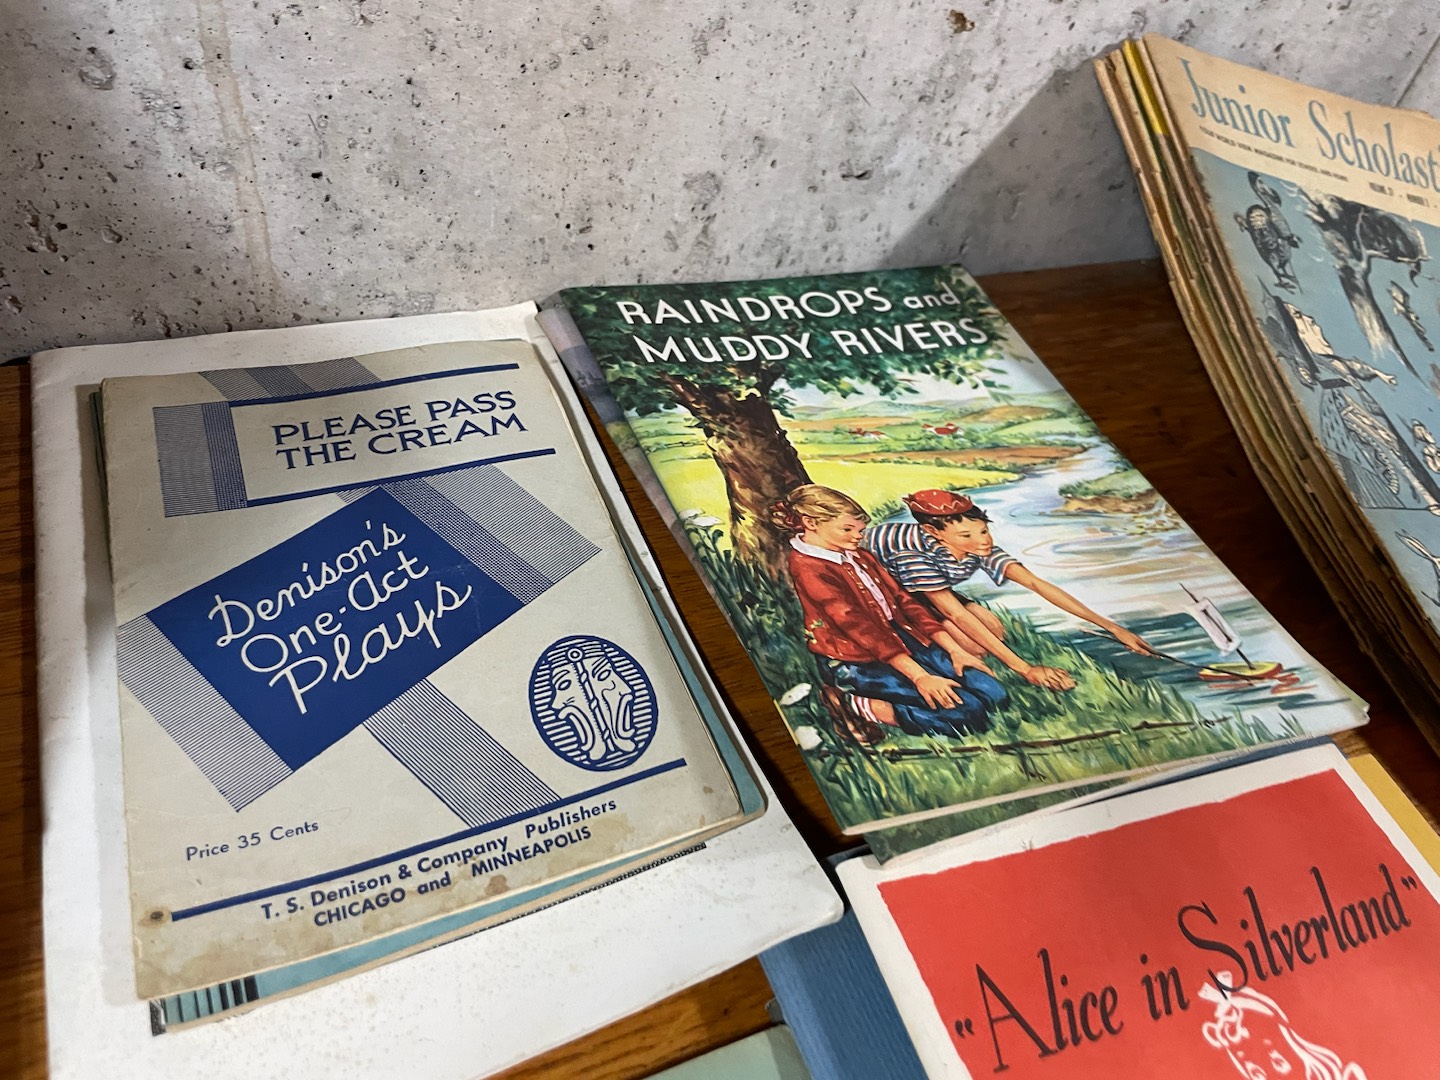 PLEASE PASS
THE CREAM
Denison's
One-Act
Plays
Price 35 Cents
T. S. Denison & Company Publishers
CHICAGO and MINNEAPOLIS
RAINDROPS and
MUDDY RIVERS
Junior Scholasti
"Alice in Silverland"